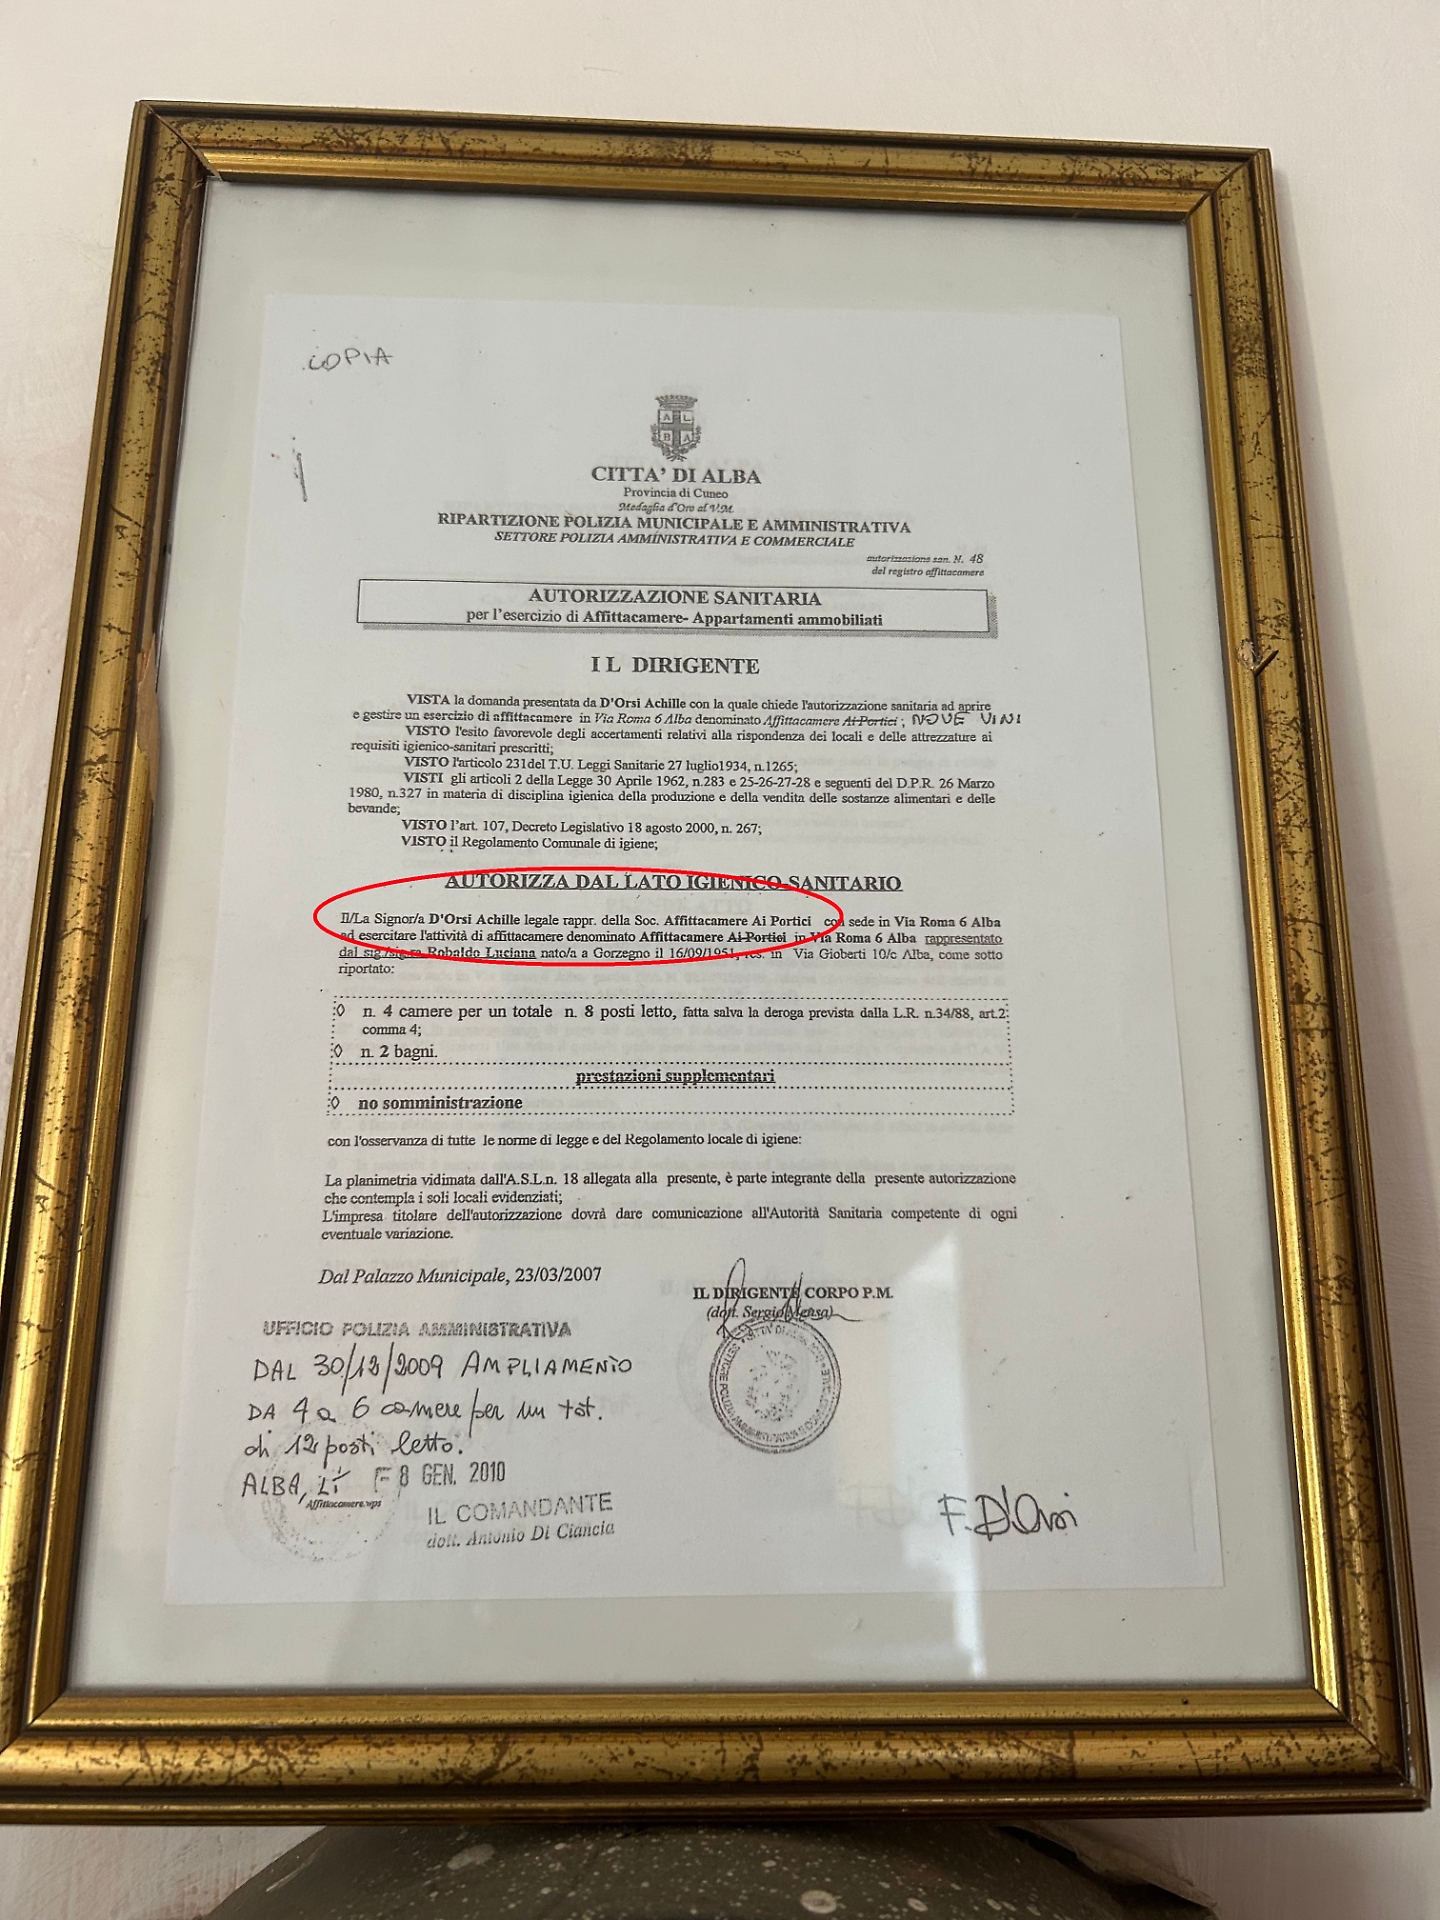 COPIA
A L
B A
CITTA' DI ALBA
Provincia di Cuneo
Medaglia d'Oro al V.M.
RIPARTIZIONE POLIZIA MUNICIPALE E AMMINISTRATIVA
SETTORE POLIZIA AMMINISTRATIVA E COMMERCIALE
autorizzazione san. N. 48
del registro affittacamere
AUTORIZZAZIONE SANITARIA
per l'esercizio di Affittacamere- Appartamenti ammobiliati
I L DIRIGENTE
VISTA la domanda presentata da D'Orsi Achille con la quale chiede l'autorizzazione sanitaria ad aprire
e gestire un esercizio di affittacamere in Via Roma 6 Alba denominato Affittacamere Ai Portici ; NOVE VINI
VISTO l'esito favorevole degli accertamenti relativi alla rispondenza dei locali e delle attrezzature ai
requisiti igienico-sanitari prescritti;
VISTO l'articolo 231del T.U. Leggi Sanitarie 27 luglio1934, n.1265;
VISTI gli articoli 2 della Legge 30 Aprile 1962, n.283 e 25-26-27-28 e seguenti del D.P.R. 26 Marzo
1980, n.327 in materia di disciplina igienica della produzione e della vendita delle sostanze alimentari e delle
bevande;
VISTO l'art. 107, Decreto Legislativo 18 agosto 2000, n. 267;
VISTO il Regolamento Comunale di igiene;
AUTORIZZA DAL LATO IGIENICO-SANITARIO
Il/La Signor/a D'Orsi Achille legale rappr. della Soc. Affittacamere Ai Portici con sede in Via Roma 6 Alba
ad esercitare l'attività di affittacamere denominato Affittacamere Ai Portici in Via Roma 6 Alba rappresentato
dal sig./sig.ra Robaldo Luciana nato/a a Gorzegno il 16/09/1951, res. in Via Gioberti 10/c Alba, come sotto
riportato:
◊ n. 4 camere per un totale n. 8 posti letto, fatta salva la deroga prevista dalla L.R. n.34/88, art.2
comma 4;
◊ n. 2 bagni.
prestazioni supplementari
◊ no somministrazione
con l'osservanza di tutte le norme di legge e del Regolamento locale di igiene:
La planimetria vidimata dall'A.S.L.n. 18 allegata alla presente, è parte integrante della presente autorizzazione
che contempla i soli locali evidenziati;
L'impresa titolare dell'autorizzazione dovrà dare comunicazione all'Autorità Sanitaria competente di ogni
eventuale variazione.
Dal Palazzo Municipale, 23/03/2007
IL DIRIGENTE CORPO P.M.
(dott. Sergio Mensa)
UFFICIO POLIZIA AMMINISTRATIVA
DAL 30/12/2009 AMPLIAMENTO
DA 4 a 6 camere per un tot.
di 12 posti letto.
ALBA, LÌ 8 GEN. 2010
Affittacamere.wps
IL COMANDANTE
dott. Antonio Di Ciancia
F. D'Orsi